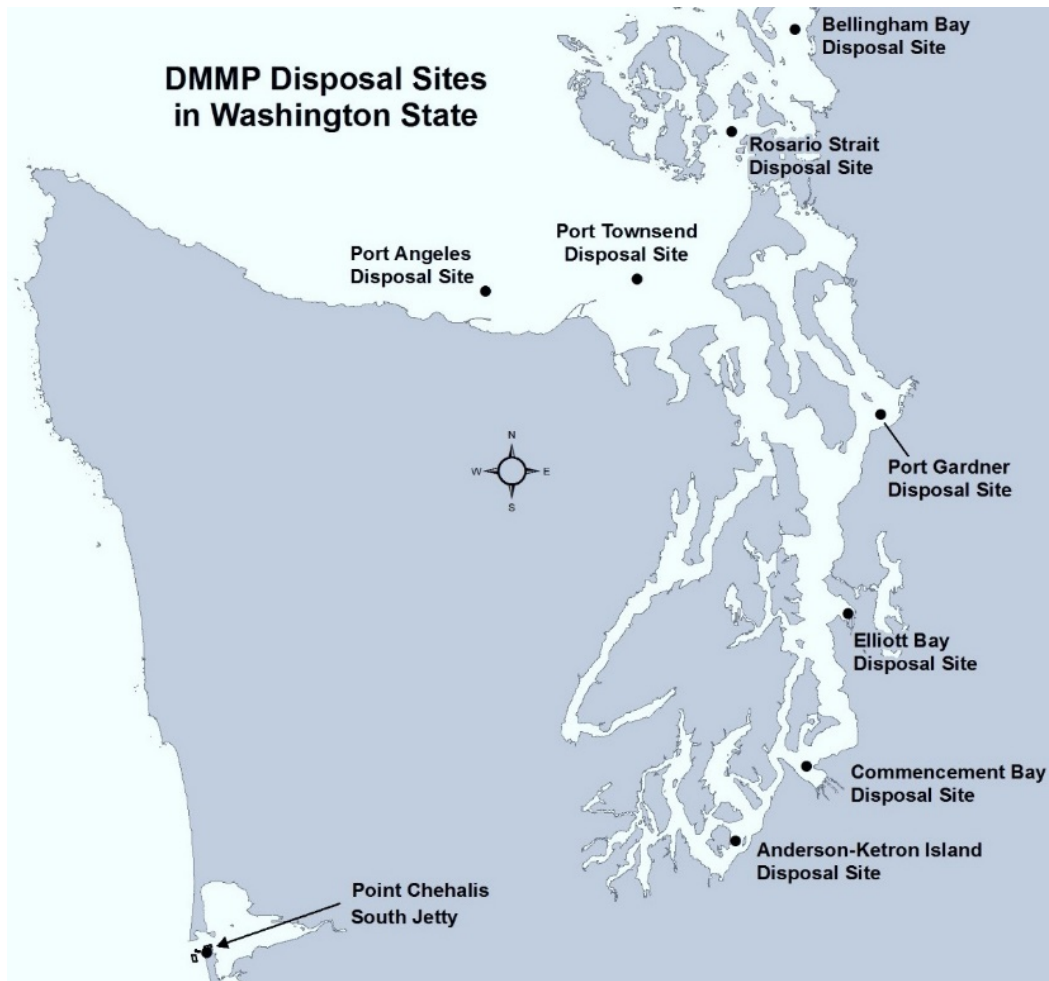 DMMP Disposal Sites
in Washington State
Bellingham Bay
Disposal Site
Rosario Strait
Disposal Site
Port Townsend
Disposal Site
Port Angeles
Disposal Site
Port Gardner
Disposal Site
N
W
E
S
Elliott Bay
Disposal Site
Commencement Bay
Disposal Site
Anderson-Ketron Island
Disposal Site
Point Chehalis
South Jetty